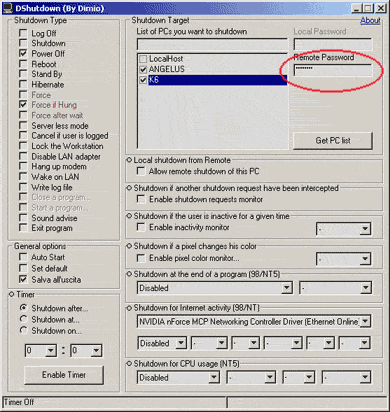 DShutdown (By Dimio)
Shutdown Type
Log Off
Shutdown
Power Off
Reboot
Stand By
Hibernate
Force
Force if Hung
Force after wait
Server less mode
Cancel if user is logged
Lock the Workstation
Disable LAN adapter
Hang up modem
Wake on LAN
Write log file
Close a program...
Start a program...
Sound advise
Exit program
General options
Auto Start
Set default
Salva all'uscita
Timer
Shutdown after...
Shutdown at...
Shutdown on...
0 : 0
Enable Timer
Shutdown Target
About
List of PCs you want to shutdown
Local Password
LocalHost
ANGELUS
K6
Remote Password
********
Get PC list
Local shutdown from Remote
Allow remote shutdown of this PC
Shutdown if another shutdown request have been intercepted
Enable shutdown requests monitor
Shutdown if the user is inactive for a given time
Enable inactivity monitor -
Shutdown if a pixel changes his color
Enable pixel color monitor... -
Shutdown at the end of a program (98/NT5)
Disabled -
Shutdown for Internet activity (98/NT)
NVIDIA nForce MCP Networking Controller Driver (Ethernet Online
Disabled - - - - -
Shutdown for CPU usage (NT5)
Disabled - - -
Timer Off